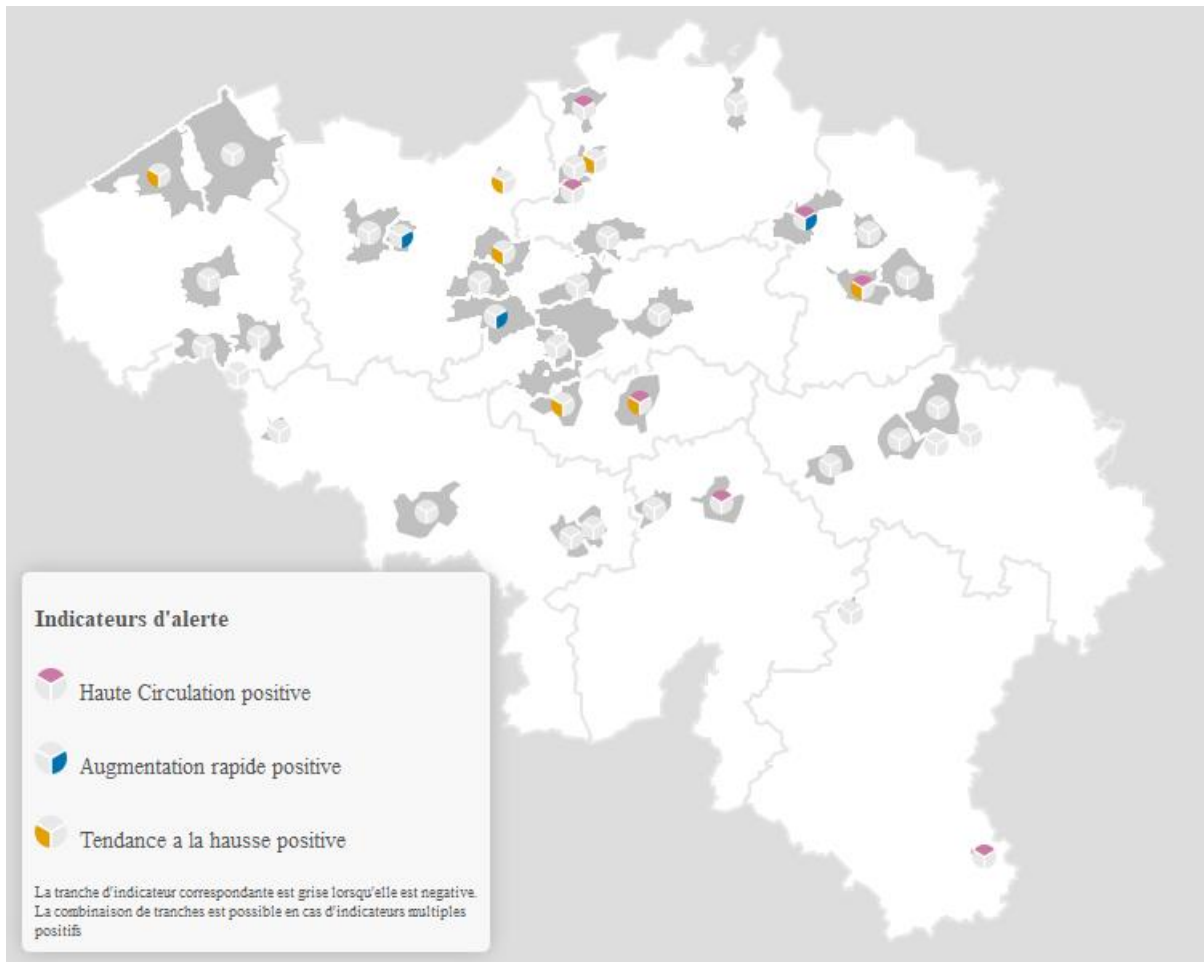 Indicateurs d'alerte
Haute Circulation positive
Augmentation rapide positive
Tendance a la hausse positive
La tranche d'indicateur correspondante est grise lorsqu'elle est negative.
La combinaison de tranches est possible en cas d'indicateurs multiples
positifs